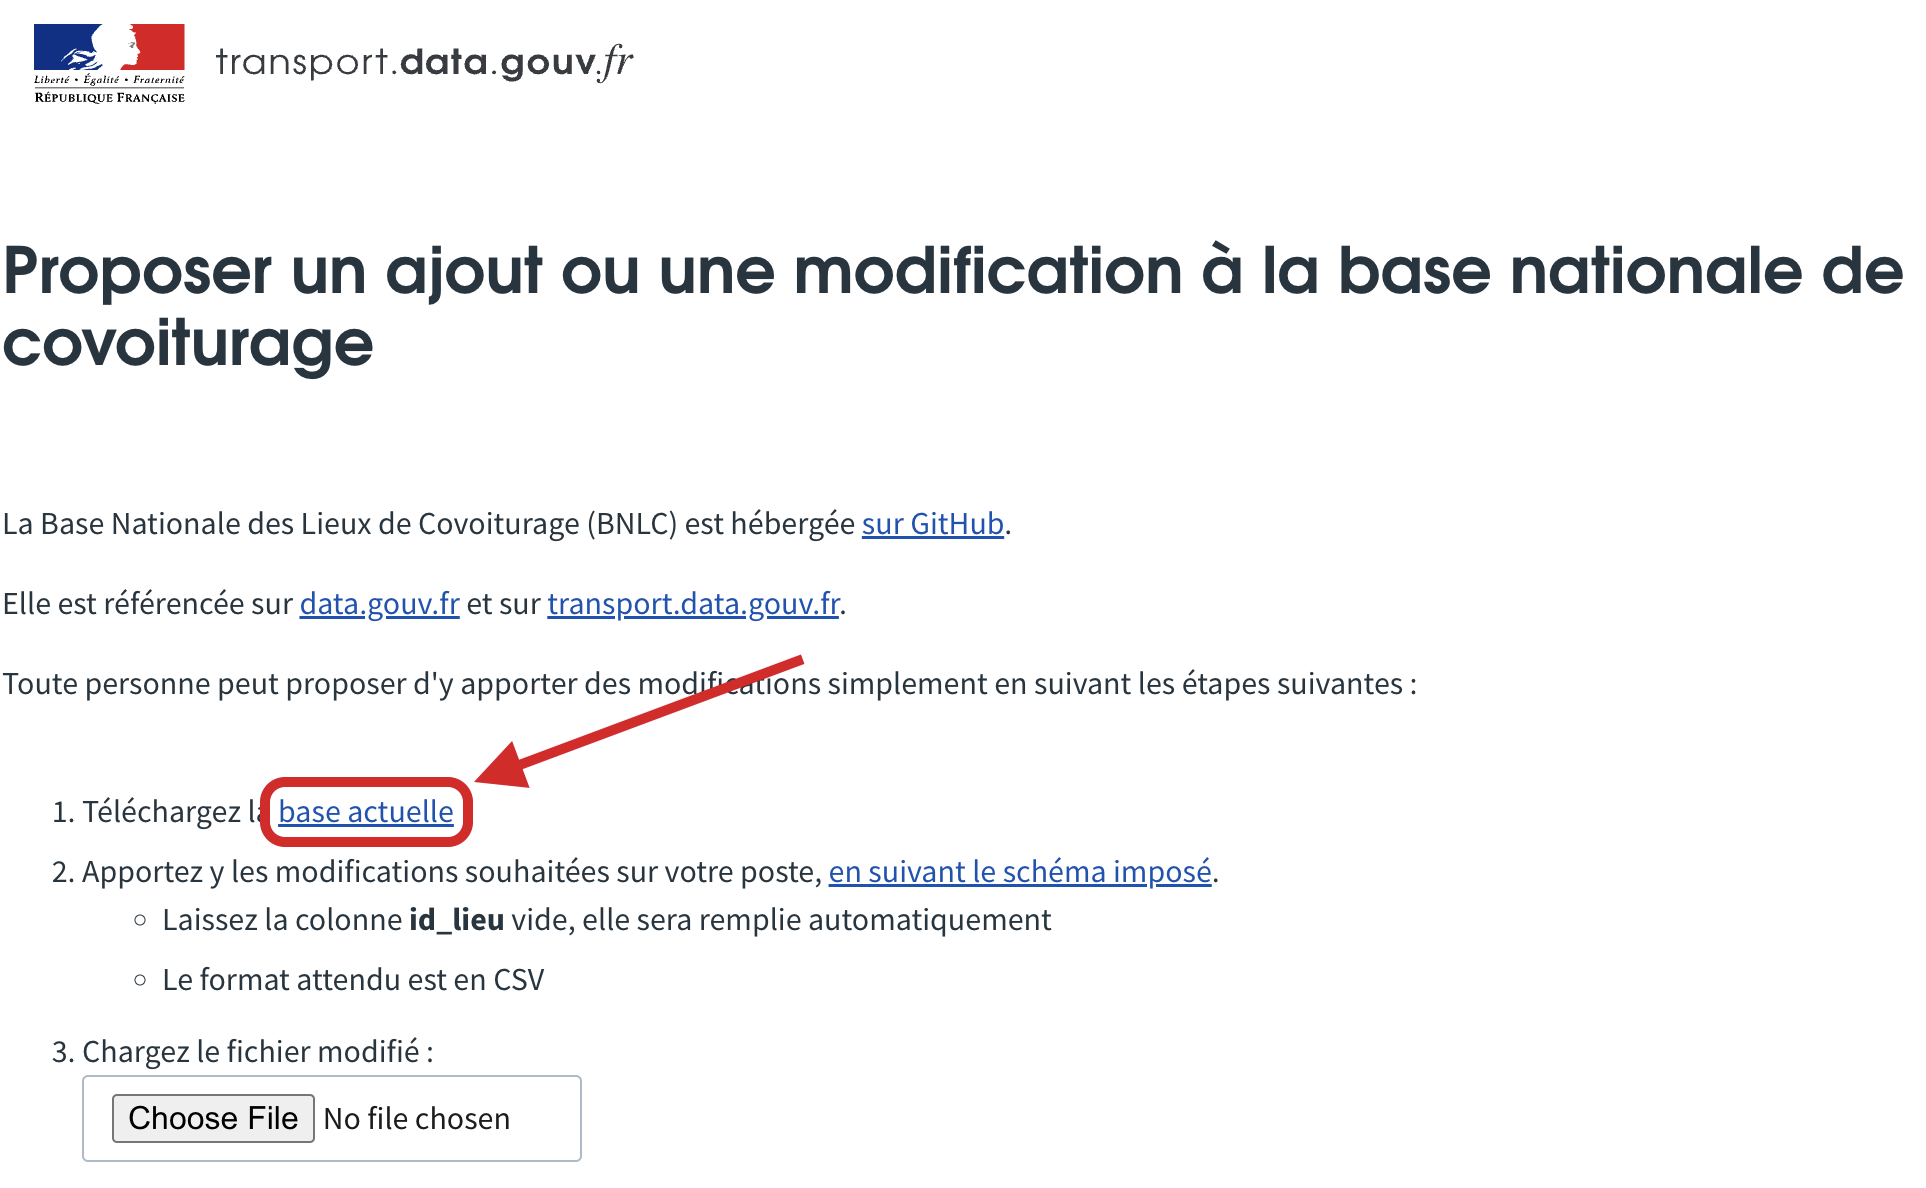 Liberté • Égalité • Fraternité
RÉPUBLIQUE FRANÇAISE
transport.data.gouv.fr
Proposer un ajout ou une modification à la base nationale de
covoiturage
La Base Nationale des Lieux de Covoiturage (BNLC) est hébergée sur GitHub.
Elle est référencée sur data.gouv.fr et sur transport.data.gouv.fr.
Toute personne peut proposer d'y apporter des modifications simplement en suivant les étapes suivantes :
1. Téléchargez la base actuelle
2. Apportez y les modifications souhaitées sur votre poste, en suivant le schéma imposé.
◦ Laissez la colonne id_lieu vide, elle sera remplie automatiquement
◦ Le format attendu est en CSV
3. Chargez le fichier modifié :
Choose File No file chosen